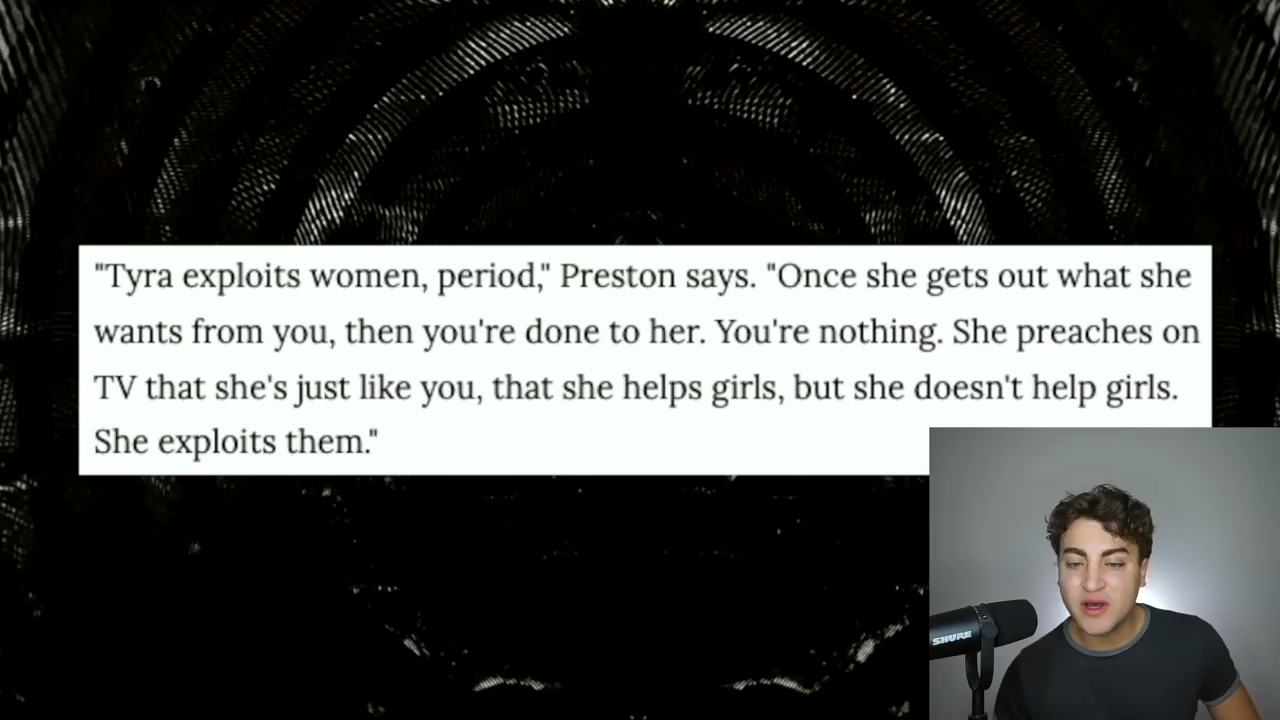 "Tyra exploits women, period," Preston says. "Once she gets out what she
wants from you, then you're done to her. You're nothing. She preaches on
TV that she's just like you, that she helps girls, but she doesn't help girls.
She exploits them."
SHURE